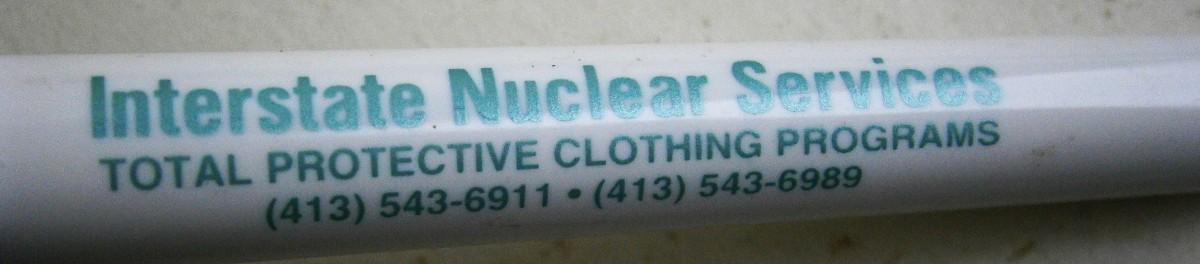 Interstate Nuclear Services
TOTAL PROTECTIVE CLOTHING PROGRAMS
(413) 543-6911 • (413) 543-6989